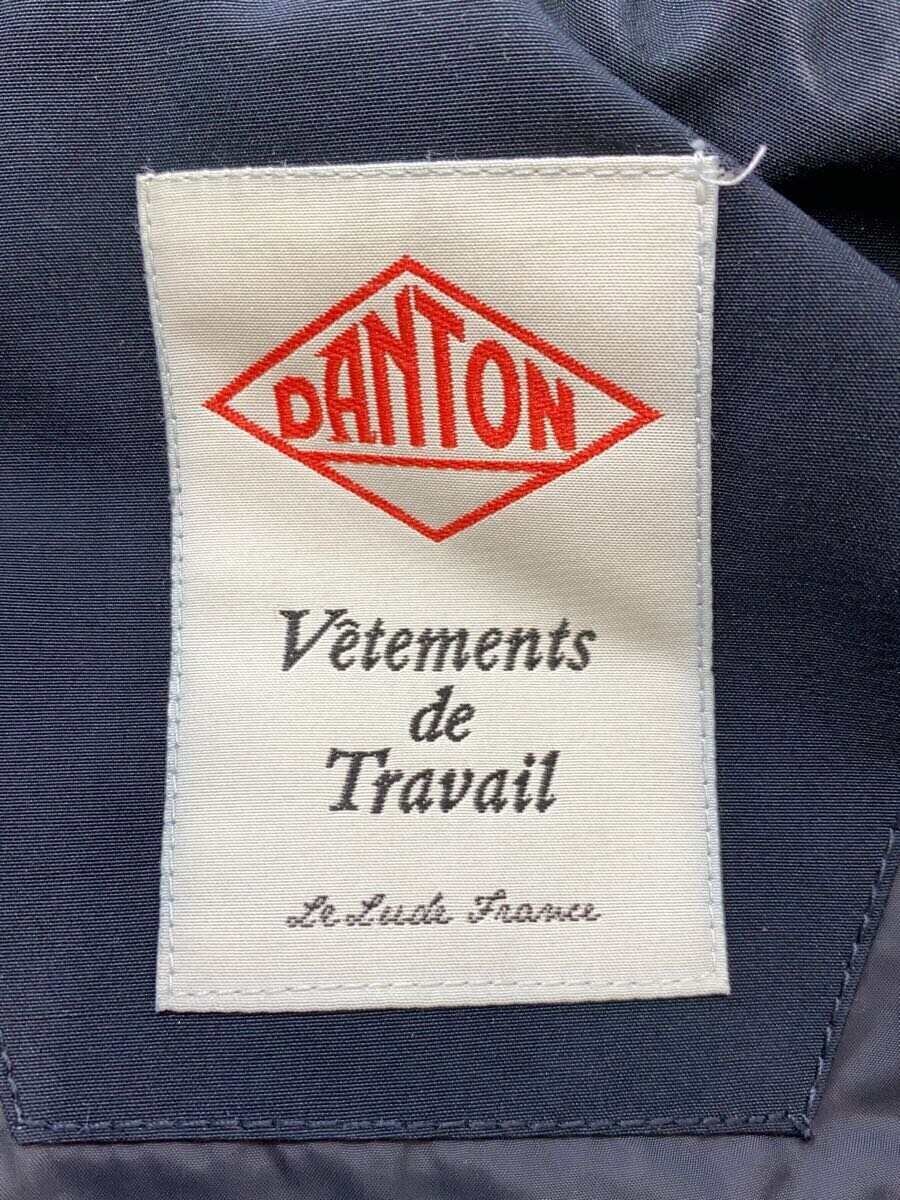 DANTON
Vêtements
de
Travail
Le Lude France